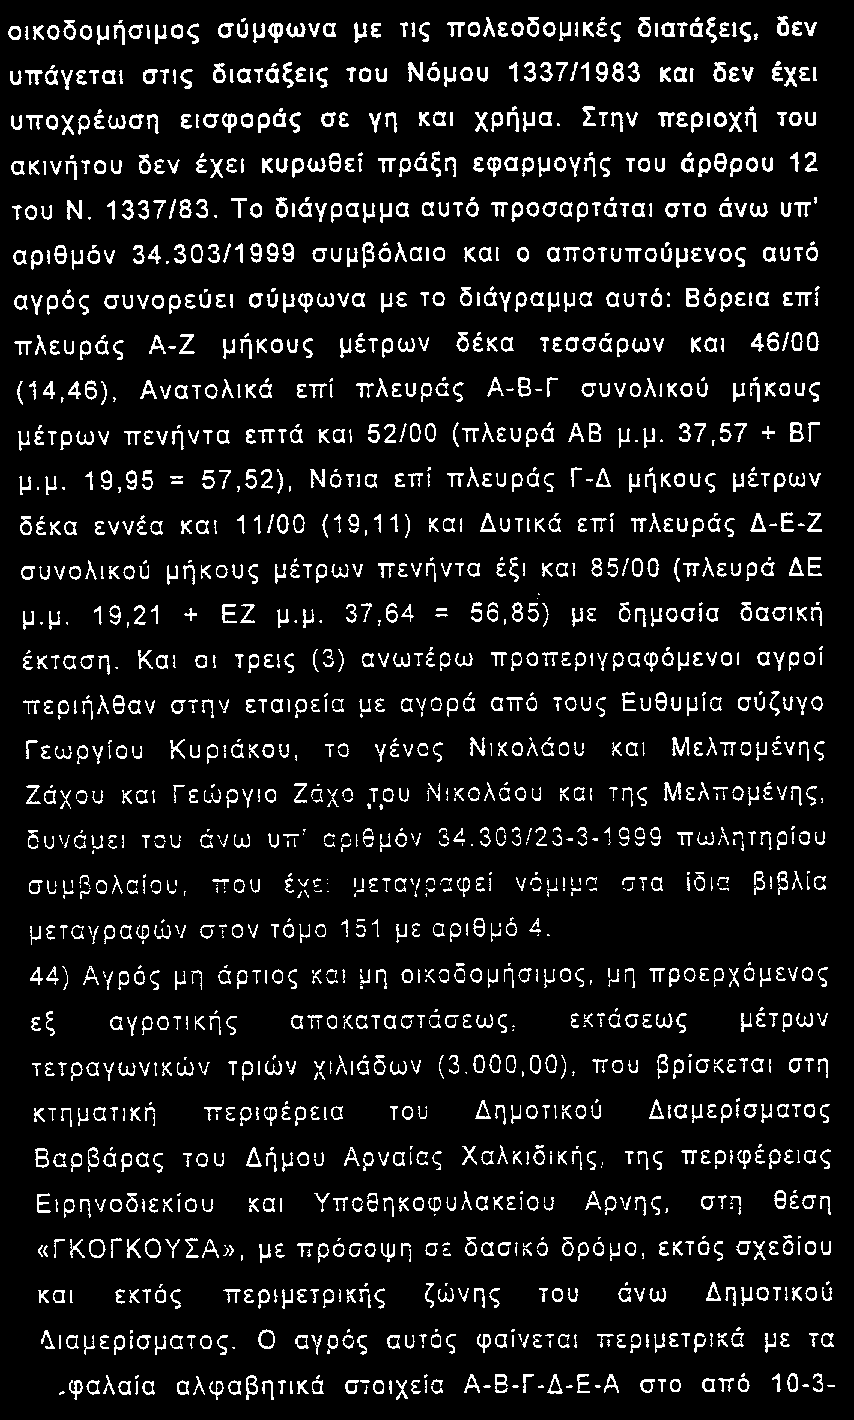 οικοδομήσιμος σύμφωνα με τις πολεοδομικές διατάξεις, δεν
υπάγεται στις διατάξεις του Νόμου 1337/1983 και δεν έχει
υποχρέωση εισφοράς σε γη και χρήμα. Στην περιοχή του
ακινήτου δεν έχει κυρωθεί πράξη εφαρμογής του άρθρου 12
του Ν. 1337/83. Το διάγραμμα αυτό προσαρτάται στο άνω υπ'
αριθμόν 34.303/1999 συμβόλαιο και ο αποτυπούμενος αυτό
αγρός συνορεύει σύμφωνα με το διάγραμμα αυτό: Βόρεια επί
πλευράς Α-Ζ μήκους μέτρων δέκα τεσσάρων και 46/00
(14,46), Ανατολικά επί πλευράς Α-Β-Γ συνολικού μήκους
μέτρων πενήντα επτά και 52/00 (πλευρά ΑΒ μ.μ. 37,57 + ΒΓ
μ.μ. 19,95 = 57,52), Νότια επί πλευράς Γ-Δ μήκους μέτρων
δέκα εννέα και 11/00 (19,11) και Δυτικά επί πλευράς Δ-Ε-Ζ
συνολικού μήκους μέτρων πενήντα έξι και 85/00 (πλευρά ΔΕ
μ.μ. 19,21 + ΕΖ μ.μ. 37,64 = 56,85) με δημοσία δασική
έκταση. Και οι τρεις (3) ανωτέρω προπεριγραφόμενοι αγροί
περιήλθαν στην εταιρεία με αγορά από τους Ευθυμία σύζυγο
Γεωργίου Κυριάκου, το γένος Νικολάου και Μελπομένης
Ζάχου και Γεώργιο Ζάχο του Νικολάου και της Μελπομένης,
δυνάμει του άνω υπ' αριθμόν 34.303/23-3-1999 πωλητηρίου
συμβολαίου, που έχει μεταγραφεί νόμιμα στα ίδια βιβλία
μεταγραφών στον τόμο 151 με αριθμό 4.
44) Αγρός μη άρτιος και μη οικοδομήσιμος, μη προερχόμενος
εξ αγροτικής αποκαταστάσεως, εκτάσεως μέτρων
τετραγωνικών τριών χιλιάδων (3.000,00), που βρίσκεται στη
κτηματική περιφέρεια του Δημοτικού Διαμερίσματος
Βαρβάρας του Δήμου Αρναίας Χαλκιδικής, της περιφέρειας
Ειρηνοδιεκίου και Υποθηκοφυλακείου Αρνης, στη θέση
«ΓΚΟΓΚΟΥΣΑ», με πρόσοψη σε δασικό δρόμο, εκτός σχεδίου
και εκτός περιμετρικής ζώνης του άνω Δημοτικού
Διαμερίσματος. Ο αγρός αυτός φαίνεται περιμετρικά με τα
φαλαία αλφαβητικά στοιχεία Α-Β-Γ-Δ-Ε-Α στο από 10-3-